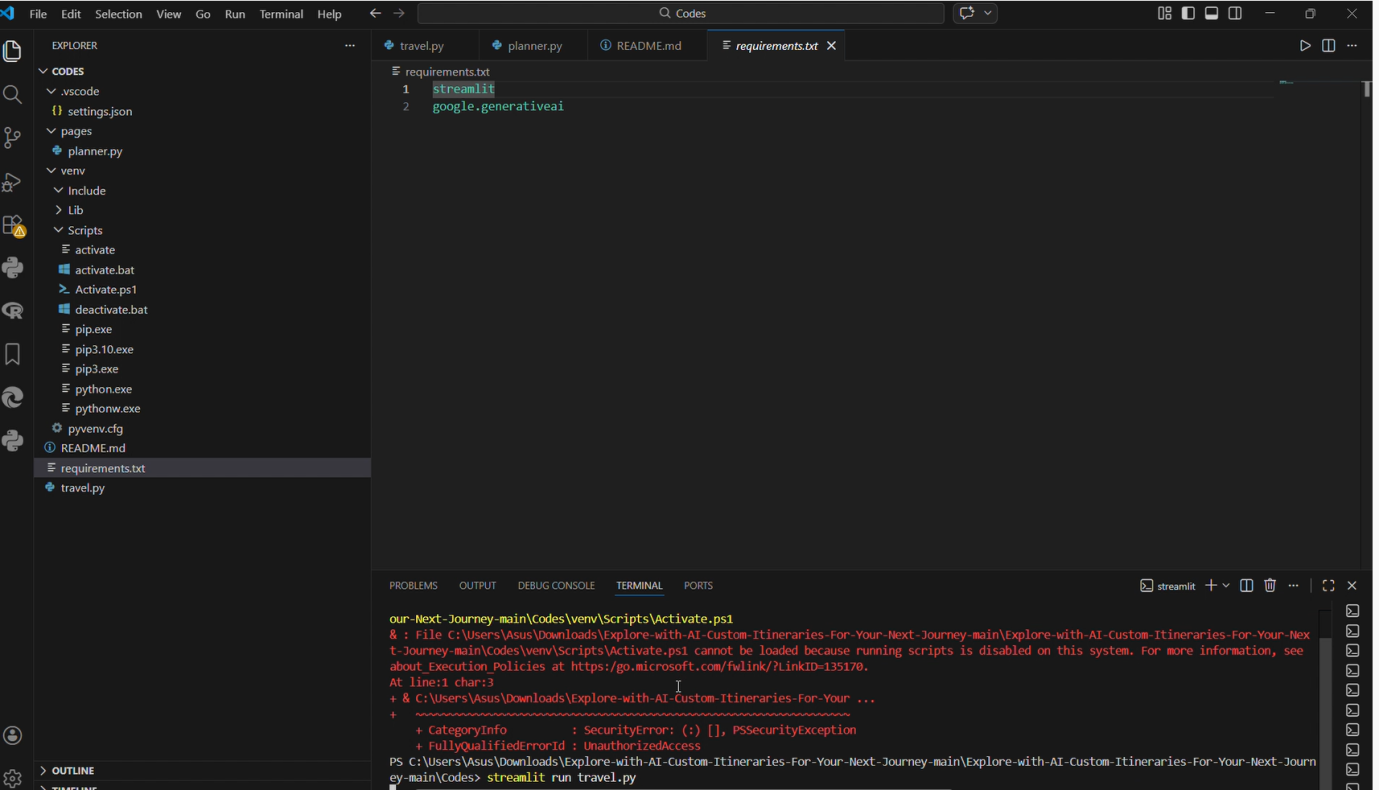 File Edit Selection View Go Run Terminal Help
Codes
EXPLORER
travel.py
planner.py
README.md
requirements.txt
CODES
.vscode
{} settings.json
pages
planner.py
venv
Include
Lib
Scripts
activate
activate.bat
Activate.ps1
deactivate.bat
pip.exe
pip3.10.exe
pip3.exe
python.exe
pythonw.exe
pyvenv.cfg
README.md
requirements.txt
travel.py
OUTLINE
TIMELINE
requirements.txt
1 streamlit
2 google.generativeai
PROBLEMS OUTPUT DEBUG CONSOLE TERMINAL PORTS
streamlit
our-Next-Journey-main\Codes\venv\Scripts\Activate.ps1
& : File C:\Users\Asus\Downloads\Explore-with-AI-Custom-Itineraries-For-Your-Next-Journey-main\Explore-with-AI-Custom-Itineraries-For-Your-Nex
t-Journey-main\Codes\venv\Scripts\Activate.ps1 cannot be loaded because running scripts is disabled on this system. For more information, see
about_Execution_Policies at https:/go.microsoft.com/fwlink/?LinkID=135170.
At line:1 char:3
+ & C:\Users\Asus\Downloads\Explore-with-AI-Custom-Itineraries-For-Your ...
+ ~~~~~~~~~~~~~~~~~~~~~~~~~~~~~~~~~~~~~~~~~~~~~~~~~~~~~~~~~~~~~~~~~~~~~
+ CategoryInfo : SecurityError: (:) [], PSSecurityException
+ FullyQualifiedErrorId : UnauthorizedAccess
PS C:\Users\Asus\Downloads\Explore-with-AI-Custom-Itineraries-For-Your-Next-Journey-main\Explore-with-AI-Custom-Itineraries-For-Your-Next-Journ
ey-main\Codes> streamlit run travel.py